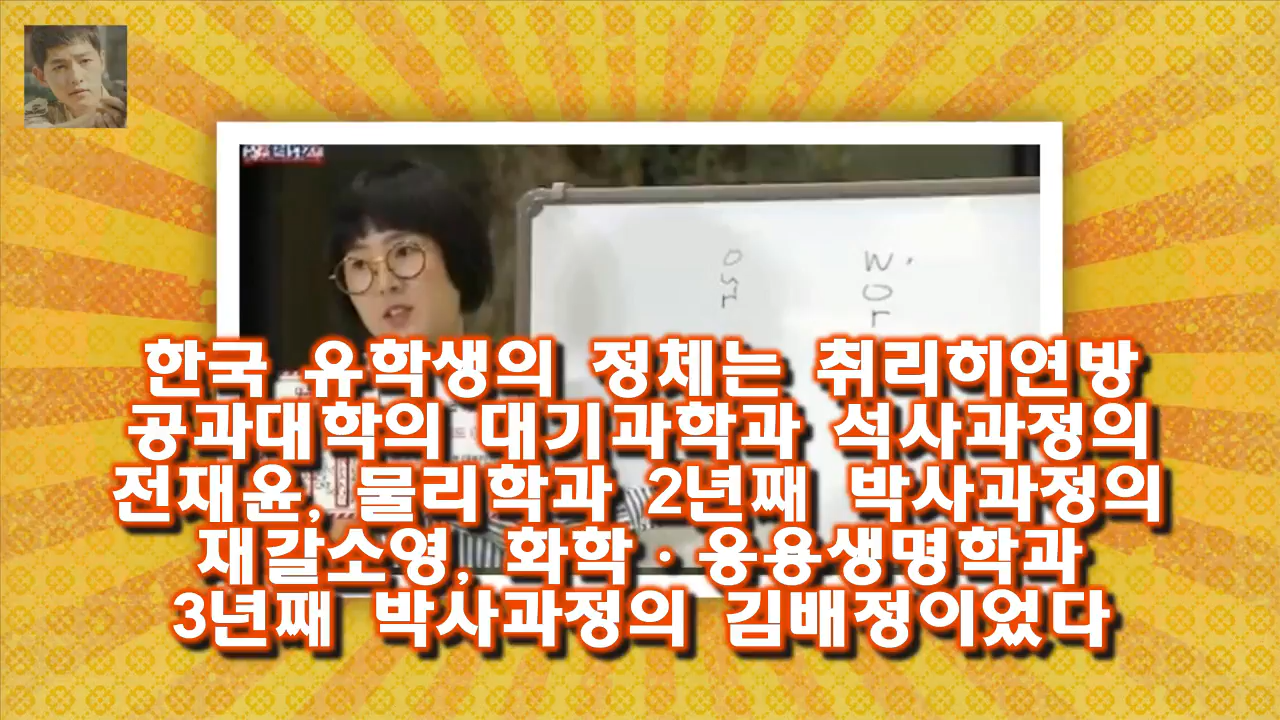 o
u
r
w
o
r
한국 유학생의 정체는 취리히연방
공과대학의 대기과학과 석사과정의
전재윤, 물리학과 2년째 박사과정의
재갈소영, 화학·응용생명학과
3년째 박사과정의 김배정이었다